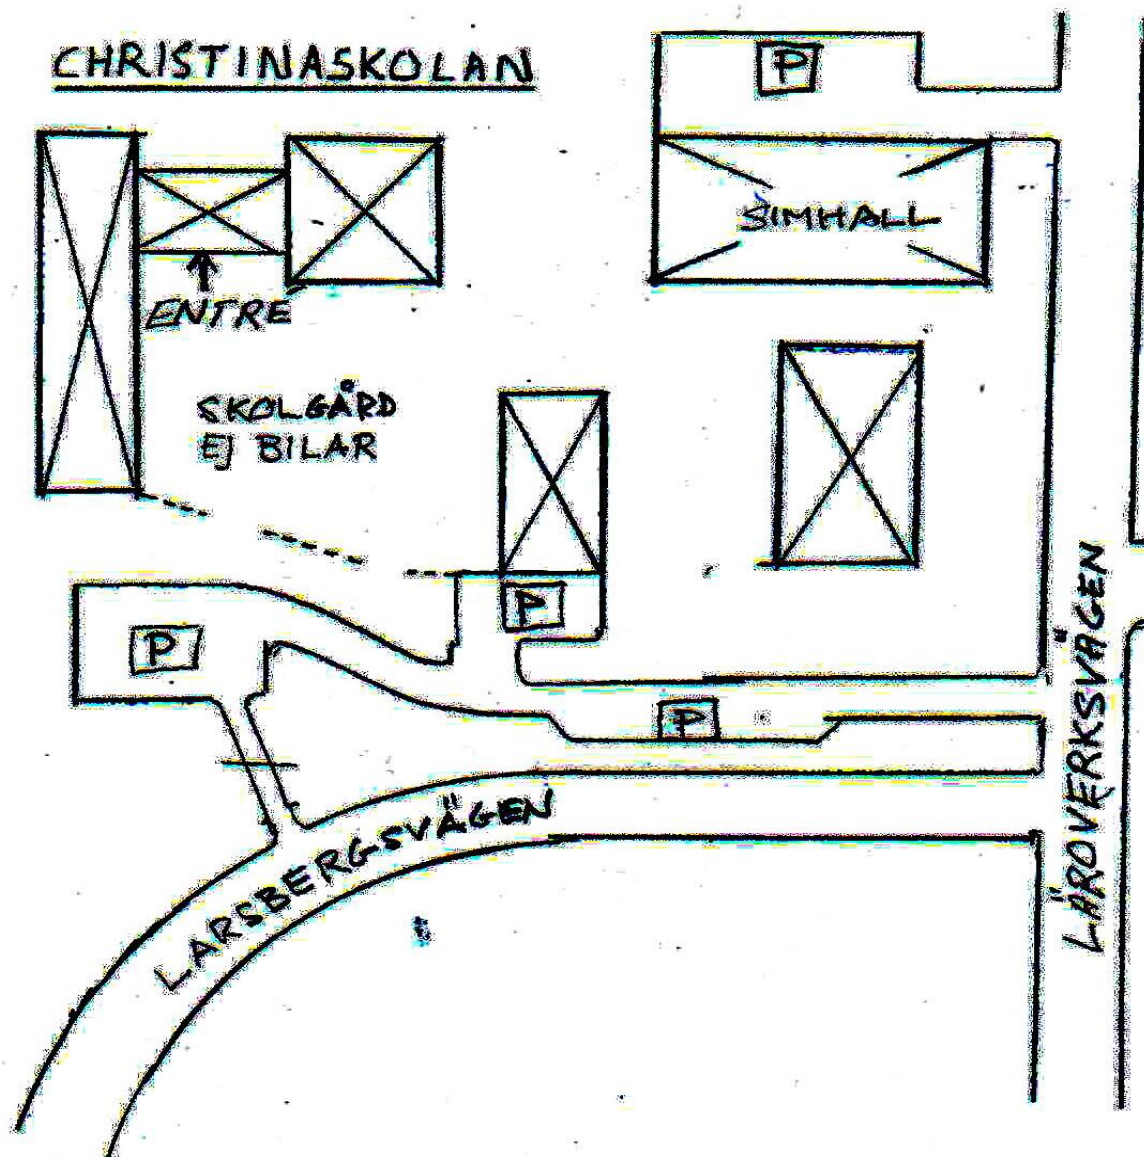 CHRISTINASKOLAN
P
SIMHALL
ENTRE
SKOLGÅRD
EJ BILAR
P
P
P
LARSBERGSVÄGEN
LÄROVERKSVÄGEN